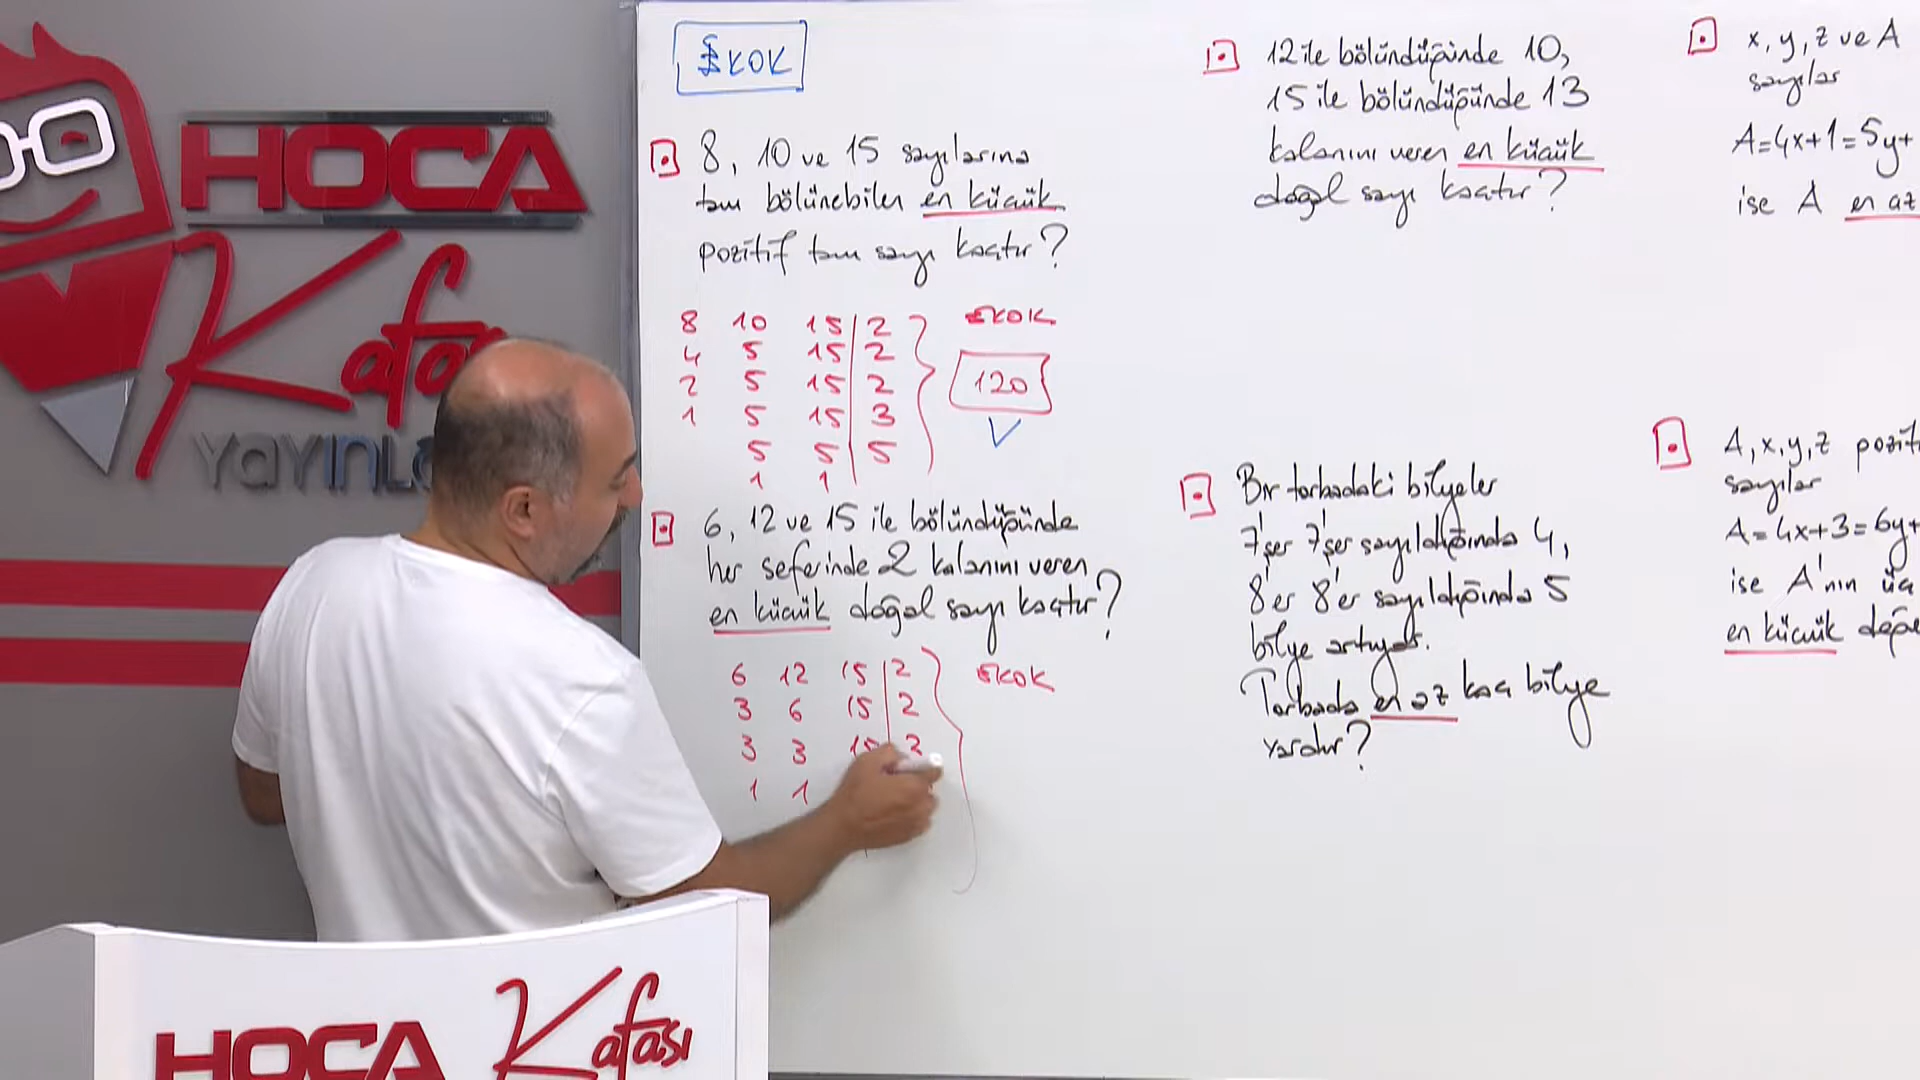 HOCA
Kafası
YAYINLA
HOCA
Kafası
EKOK
8, 10 ve 15 sayılarına
tam bölünebilen en küçük
pozitif tam sayı kaçtır?
8 10 15 2
4 5 15 2
2 5 15 2
1 5 15 3
5 5 5
1 1
EKOK
120
6, 12 ve 15 ile bölündüğünde
her seferinde 2 kalanını veren
en küçük doğal sayı kaçtır?
6 12 15 2
3 6 15 2
3 3 15 3
1 1
EKOK
12 ile bölündüğünde 10,
15 ile bölündüğünde 13
kalanını veren en küçük
doğal sayı kaçtır?
Bir torbadaki bilyeler
7'şer 7'şer sayıldığında 4,
8'er 8'er sayıldığında 5
bilye artıyor.
Torbada en az kaç bilye
vardır?
x, y, z ve A
sayılar
A=4x+1=5y+
ise A en az
A, x, y, z poziti
sayılar
A=4x+3=6y+
ise A'nın üç
en küçük değe